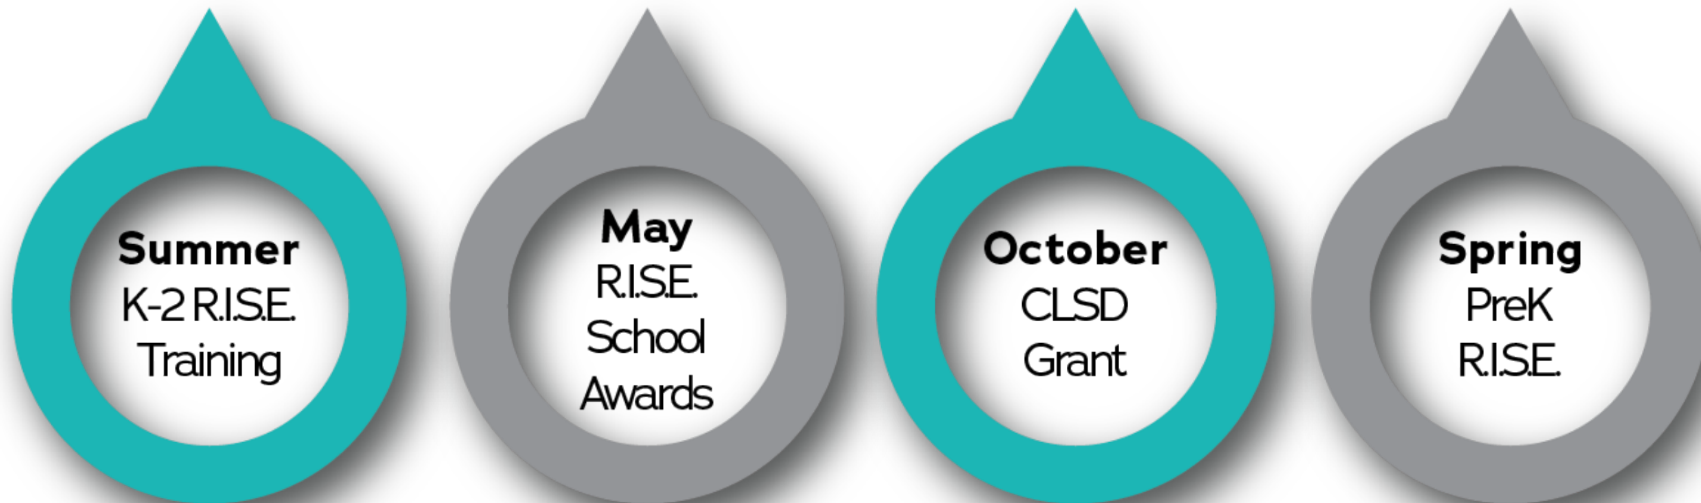 Summer
K-2 R.I.S.E.
Training
May
R.I.S.E.
School
Awards
October
CLSD
Grant
Spring
PreK
R.I.S.E.